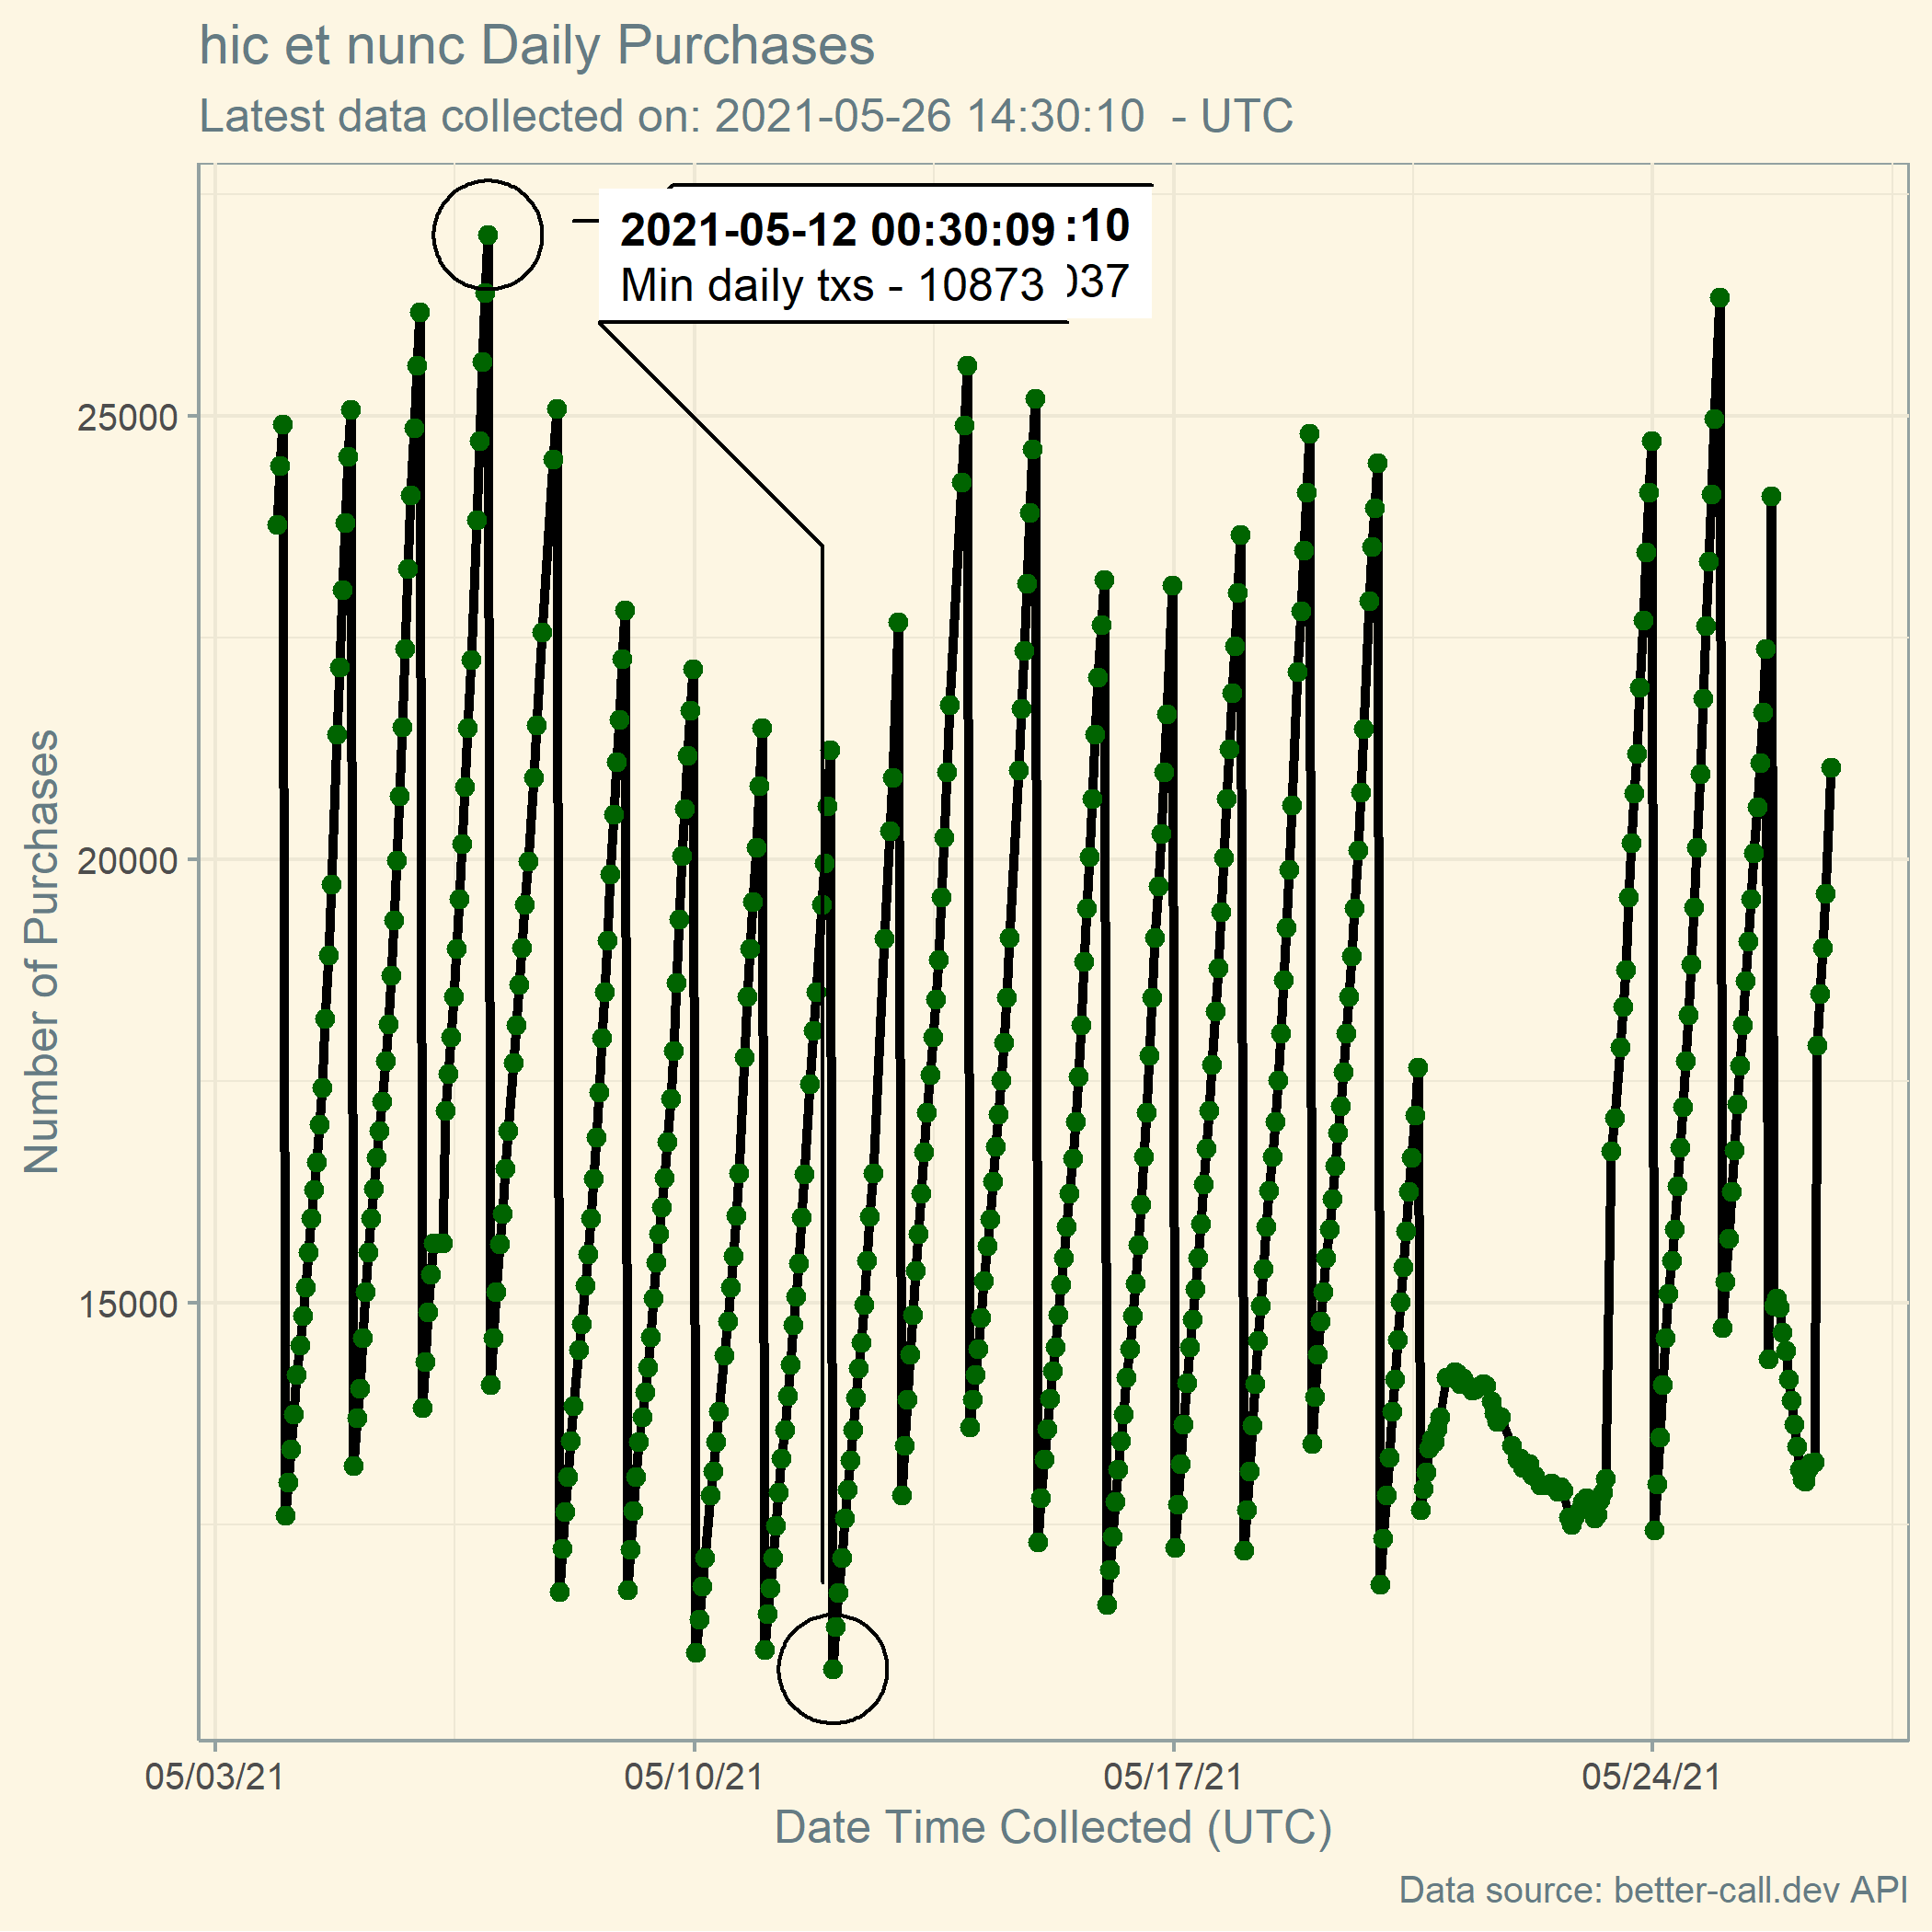 hic et nunc Daily Purchases
Latest data collected on: 2021-05-26 14:30:10 - UTC
2021-05-12 00:30:09 :10
Min daily txs - 10873 037
25000
20000
15000
Number of Purchases
05/03/21 05/10/21 05/17/21 05/24/21
Date Time Collected (UTC)
Data source: better-call.dev API